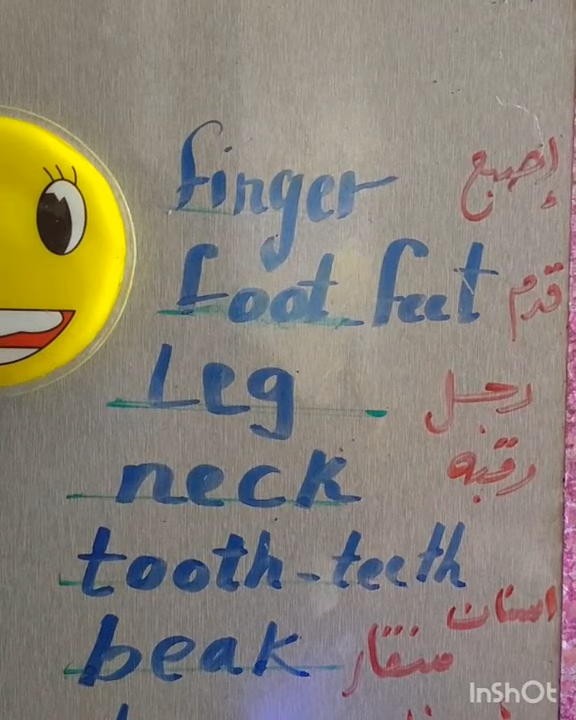 finger إصبع
foot-feet قدم
Leg رجل
neck رقبة
tooth-teeth اسنان
beak منقار
InShOt